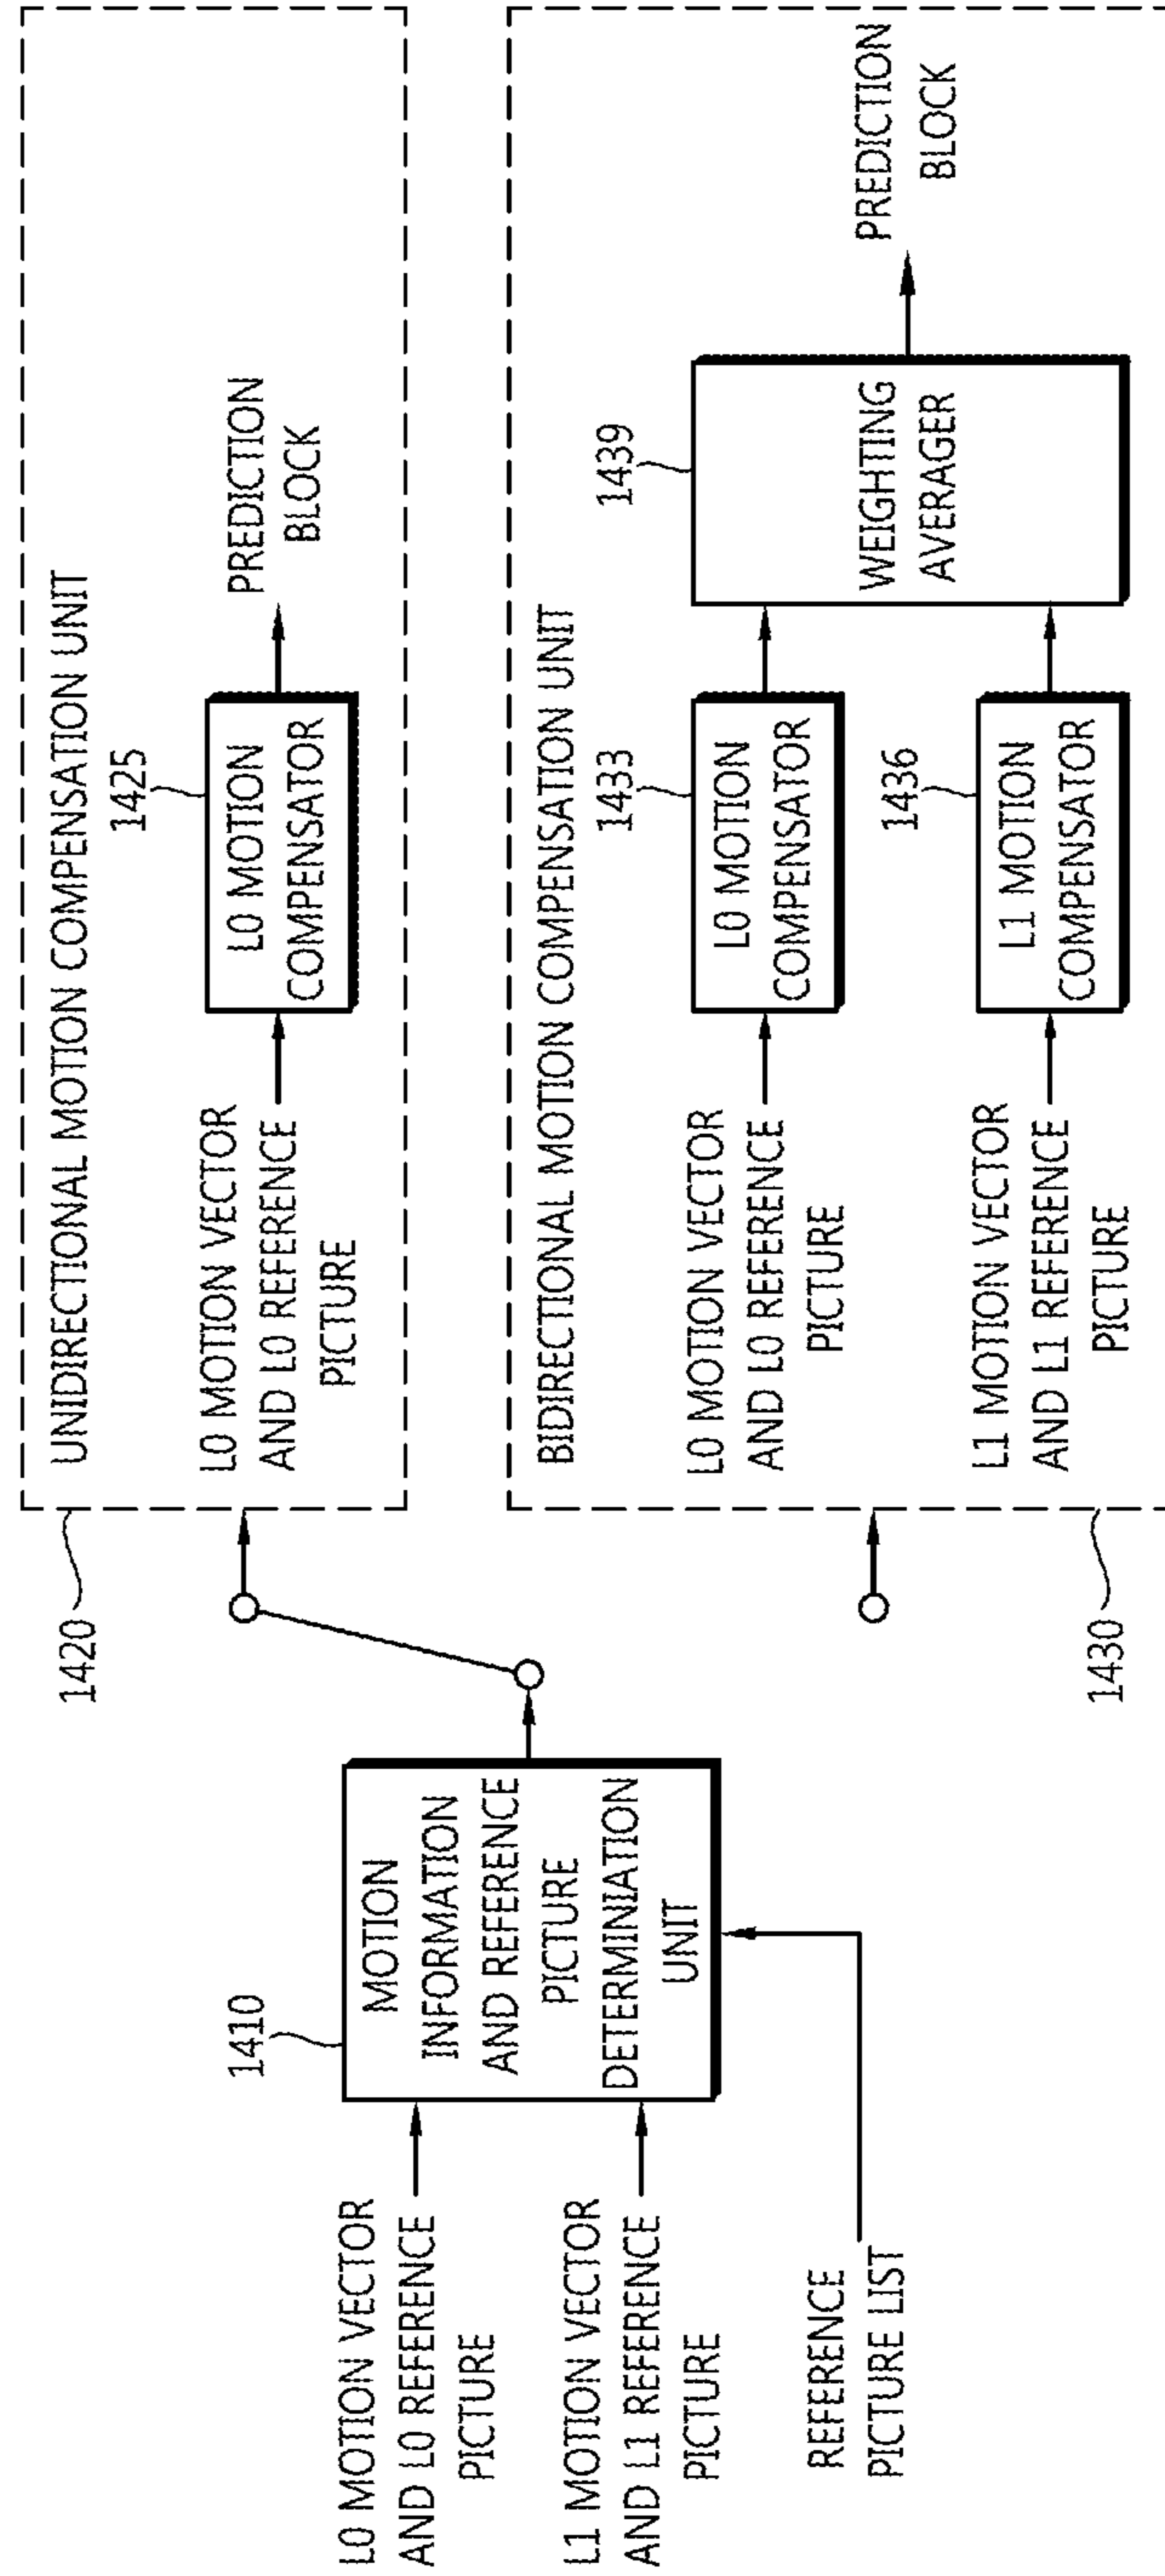 L0 MOTION VECTOR
AND L0 REFERENCE
PICTURE
L1 MOTION VECTOR
AND L1 REFERENCE
PICTURE
REFERENCE
PICTURE LIST
1410
MOTION
INFORMATION
AND REFERENCE
PICTURE
DETERMINIATION
UNIT
1420
UNIDIRECTIONAL MOTION COMPENSATION UNIT
L0 MOTION VECTOR
AND L0 REFERENCE
PICTURE
1425
L0 MOTION
COMPENSATOR
PREDICTION
BLOCK
1430
BIDIRECTIONAL MOTION COMPENSATION UNIT
L0 MOTION VECTOR
AND L0 REFERENCE
PICTURE
1433
L0 MOTION
COMPENSATOR
L1 MOTION VECTOR
AND L1 REFERENCE
PICTURE
1436
L1 MOTION
COMPENSATOR
1439
WEIGHTING
AVERAGER
PREDICTION
BLOCK